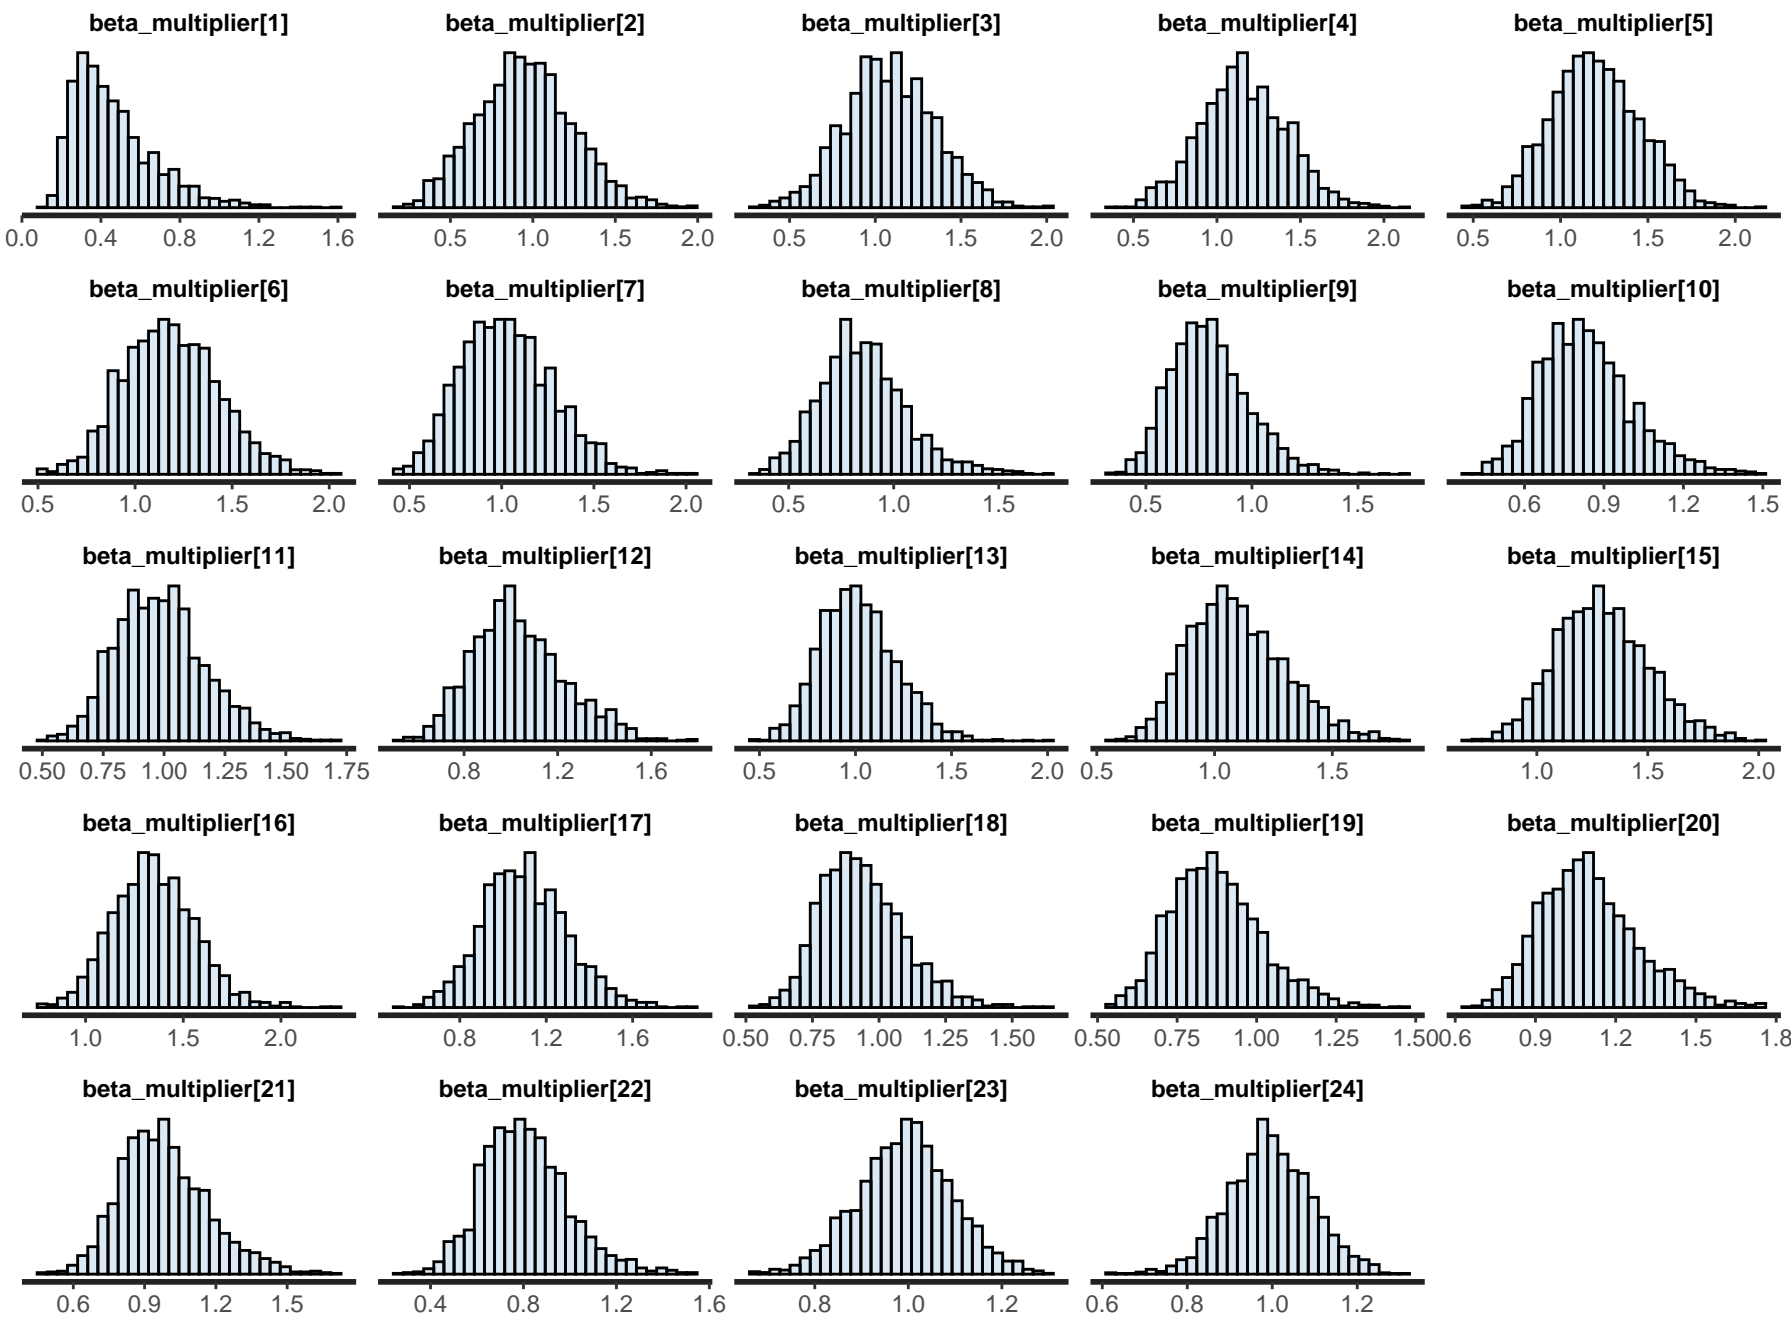 beta_multiplier[1] beta_multiplier[2] beta_multiplier[3] beta_multiplier[4] beta_multiplier[5]
0.0 0.4 0.8 1.2 1.6 0.5 1.0 1.5 2.0 0.5 1.0 1.5 2.0 0.5 1.0 1.5 2.0 0.5 1.0 1.5 2.0
beta_multiplier[6] beta_multiplier[7] beta_multiplier[8] beta_multiplier[9] beta_multiplier[10]
0.5 1.0 1.5 2.0 0.5 1.0 1.5 2.0 0.5 1.0 1.5 0.5 1.0 1.5 0.6 0.9 1.2 1.5
beta_multiplier[11] beta_multiplier[12] beta_multiplier[13] beta_multiplier[14] beta_multiplier[15]
0.50 0.75 1.00 1.25 1.50 1.75 0.8 1.2 1.6 0.5 1.0 1.5 2.0 0.5 1.0 1.5 1.0 1.5 2.0
beta_multiplier[16] beta_multiplier[17] beta_multiplier[18] beta_multiplier[19] beta_multiplier[20]
1.0 1.5 2.0 0.8 1.2 1.6 0.50 0.75 1.00 1.25 1.50 0.50 0.75 1.00 1.25 1.50 0.6 0.9 1.2 1.5 1.8
beta_multiplier[21] beta_multiplier[22] beta_multiplier[23] beta_multiplier[24]
0.6 0.9 1.2 1.5 0.4 0.8 1.2 1.6 0.8 1.0 1.2 0.6 0.8 1.0 1.2